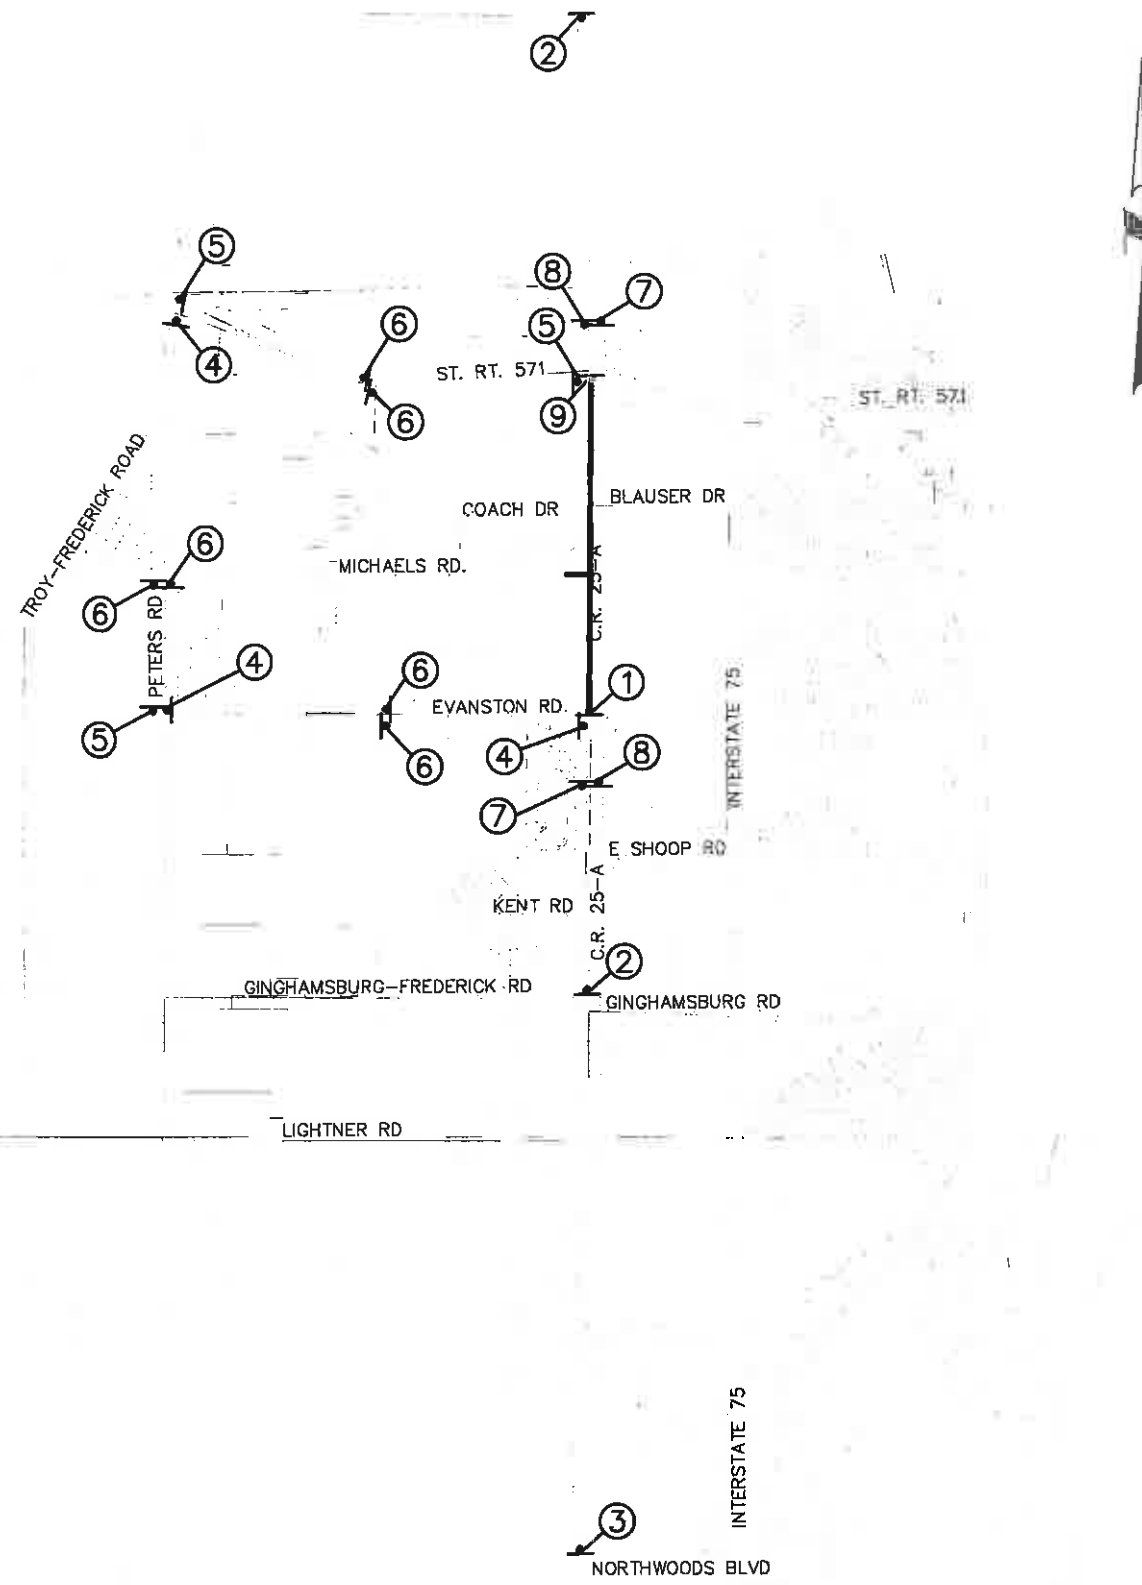 2
5
8
7
6
5
ST. RT. 571
4
ST. RT. 571
9
6
TROY-FREDERICK ROAD
BLAUSER DR
COACH DR
6
MICHAELS RD.
C.R. 25-A
6
PETERS RD
4
6
1
EVANSTON RD.
INTERSTATE 75
5
4
8
6
7
E SHOOP RD
KENT RD
C.R. 25-A
2
GINGHAMSBURG-FREDERICK RD
GINGHAMSBURG RD
LIGHTNER RD
INTERSTATE 75
3
NORTHWOODS BLVD